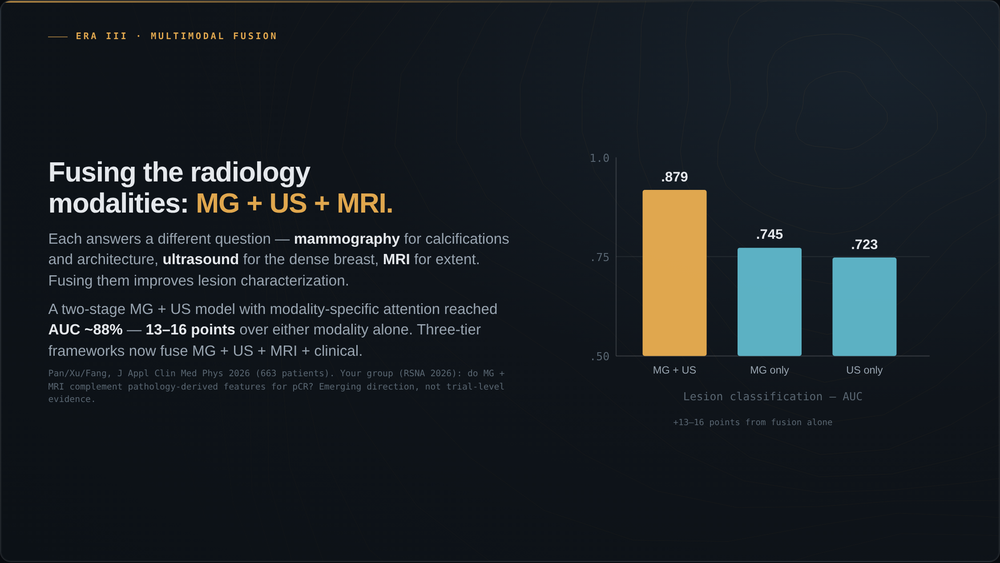 ERA III · MULTIMODAL FUSION
Fusing the radiology
modalities: MG + US + MRI.
Each answers a different question — mammography for calcifications
and architecture, ultrasound for the dense breast, MRI for extent.
Fusing them improves lesion characterization.
A two-stage MG + US model with modality-specific attention reached
AUC ~88% — 13–16 points over either modality alone. Three-tier
frameworks now fuse MG + US + MRI + clinical.
Pan/Xu/Fang, J Appl Clin Med Phys 2026 (663 patients). Your group (RSNA 2026): do MG +
MRI complement pathology-derived features for pCR? Emerging direction, not trial-level
evidence.
1.0
.879
.745
.723
.75
.50
MG + US
MG only
US only
Lesion classification — AUC
+13–16 points from fusion alone